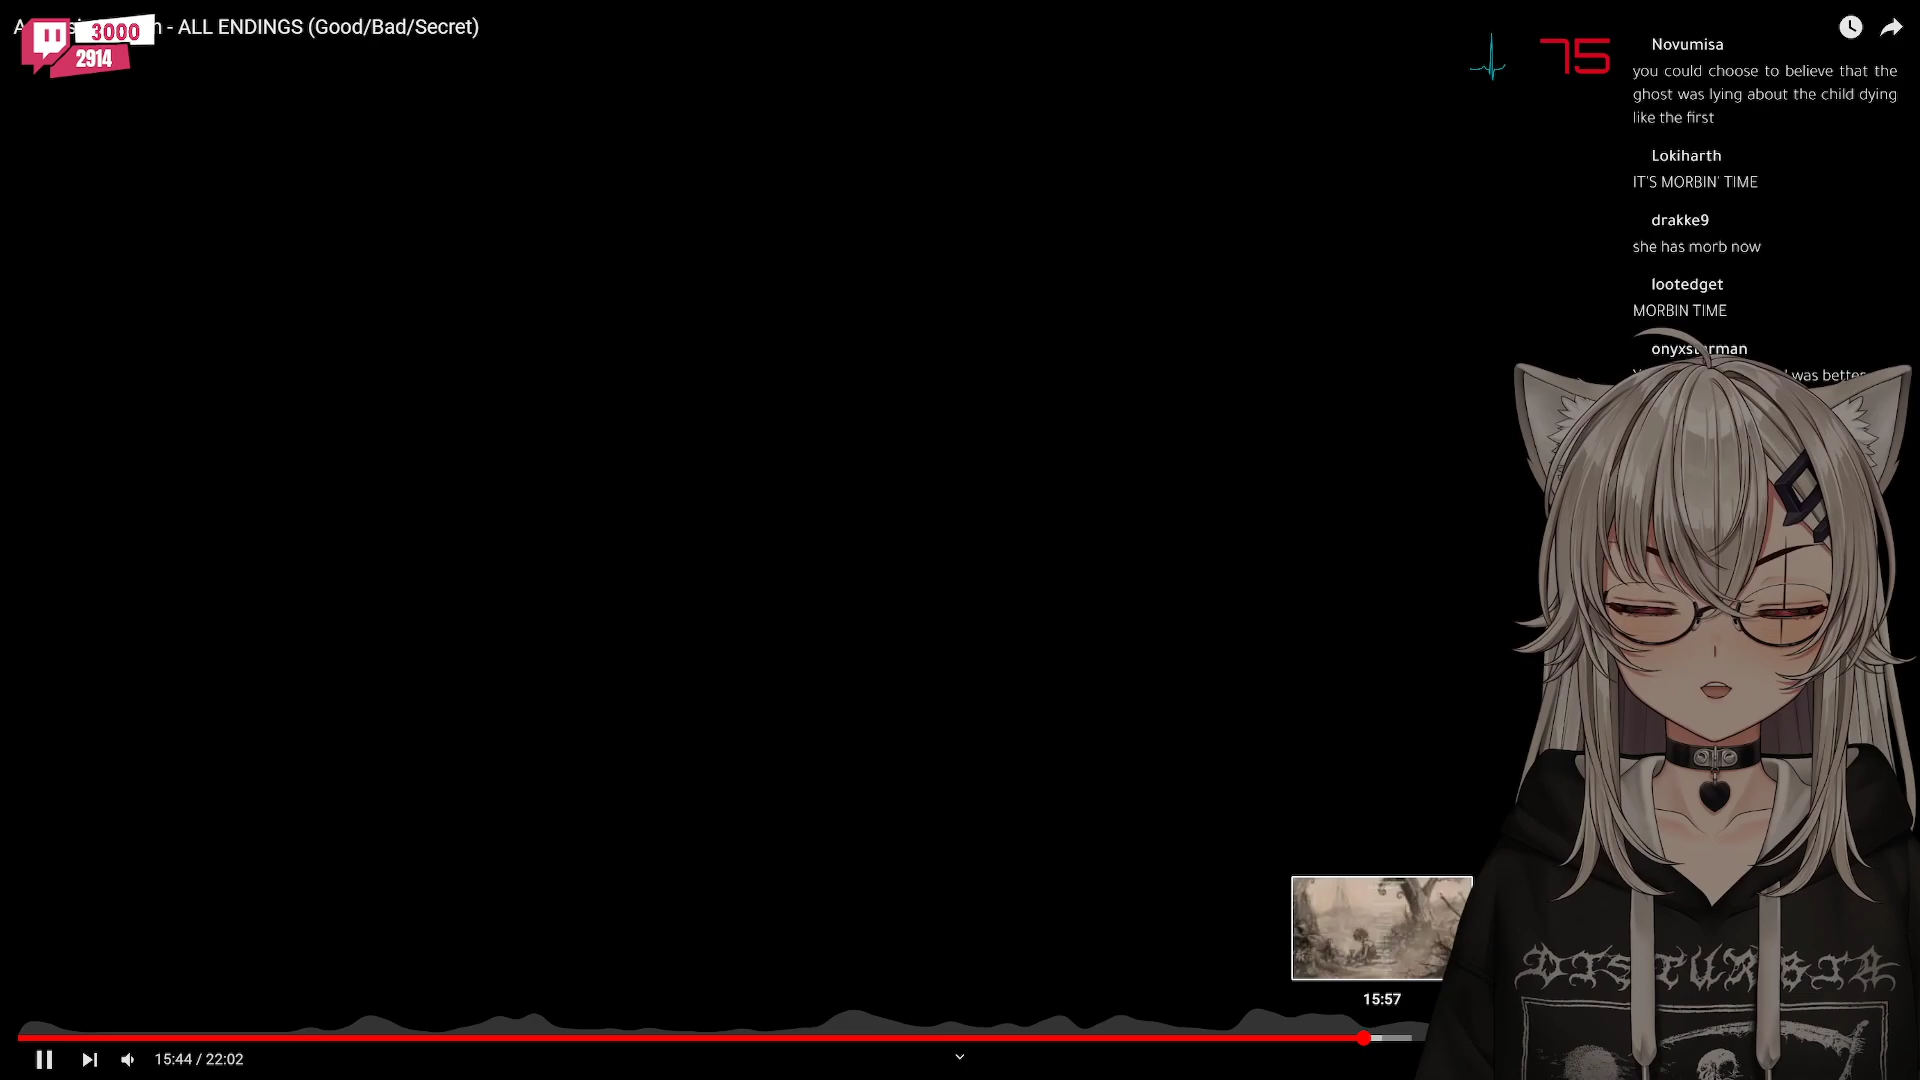 - ALL ENDINGS (Good/Bad/Secret)
3000
2914
75
Novumisa
you could choose to believe that the
ghost was lying about the child dying
like the first
Lokiharth
IT'S MORBIN' TIME
drakke9
she has morb now
lootedget
MORBIN TIME
was better
DISTURBIA
15:57
15:44 / 22:02